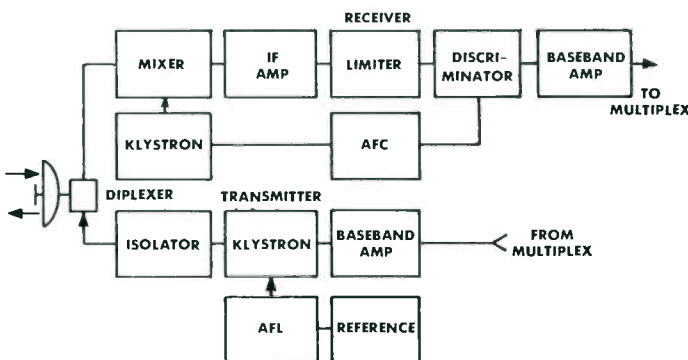 RECEIVER
MIXER
IF
AMP
LIMITER
DISCRI-
MINATOR
BASEBAND
AMP
TO
MULTIPLEX
KLYSTRON
AFC
DIPLEXER
TRANSMITTER
ISOLATOR
KLYSTRON
BASEBAND
AMP
FROM
MULTIPLEX
AFL
REFERENCE